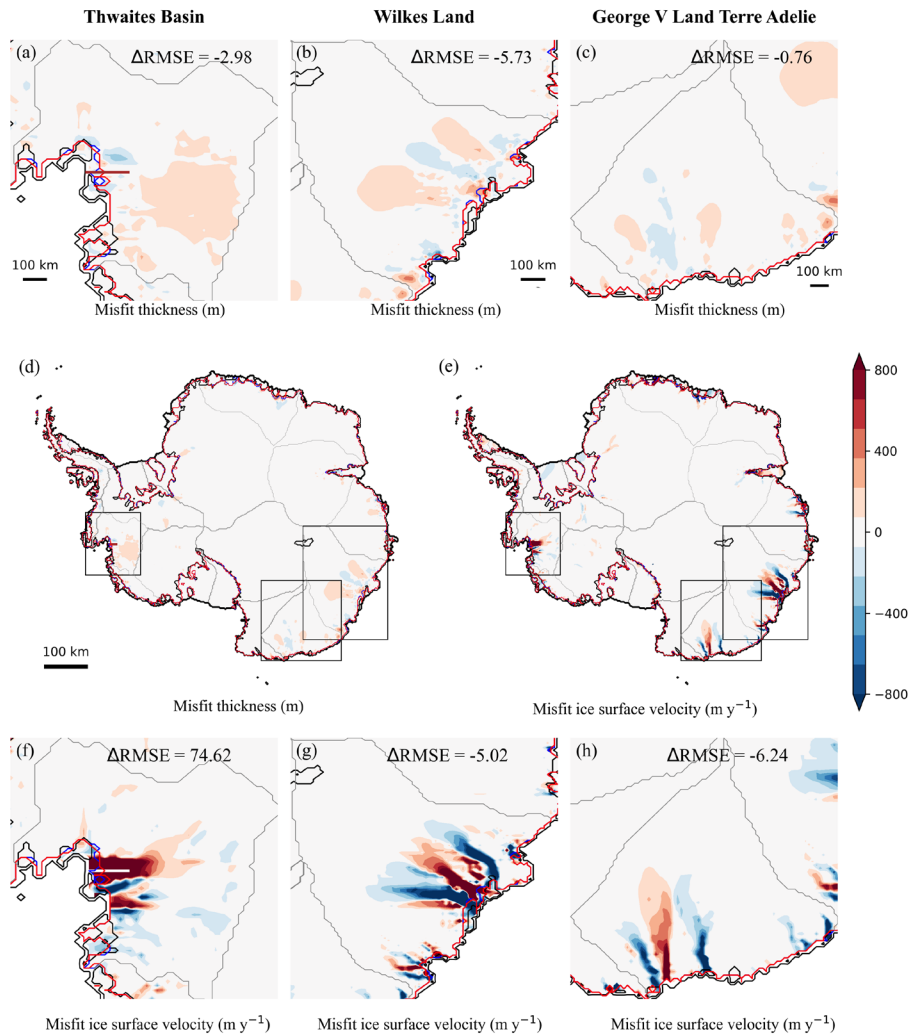 Thwaites Basin
Wilkes Land
George V Land Terre Adelie
(a)
ΔRMSE = -2.98
(b)
ΔRMSE = -5.73
(c)
ΔRMSE = -0.76
100 km
100 km
100 km
Misfit thickness (m)
Misfit thickness (m)
Misfit thickness (m)
(d)
(e)
800
400
0
−400
−800
100 km
Misfit thickness (m)
Misfit ice surface velocity (m y⁻¹)
(f)
ΔRMSE = 74.62
(g)
ΔRMSE = -5.02
(h)
ΔRMSE = -6.24
Misfit ice surface velocity (m y⁻¹)
Misfit ice surface velocity (m y⁻¹)
Misfit ice surface velocity (m y⁻¹)